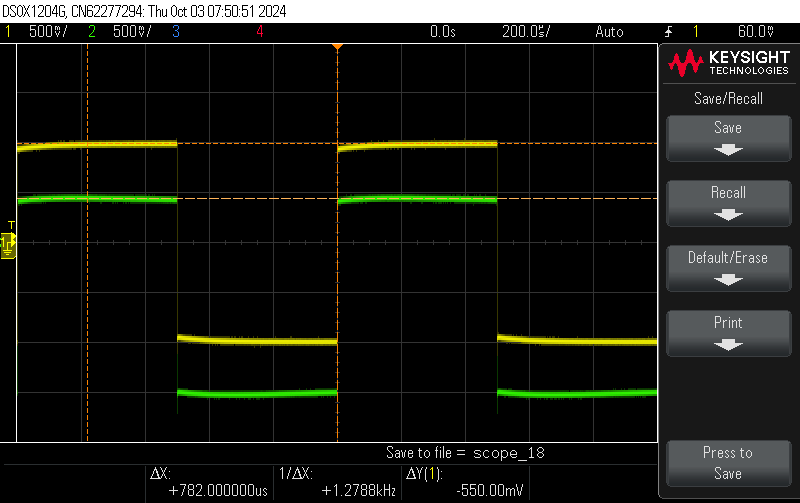 DSOX1204G, CN62277294: Thu Oct 03 07:50:51 2024
1 500mV/ 2 500mV/ 3 4 0.0s 200.0s/ Auto 1 60.0V
KEYSIGHT
TECHNOLOGIES
Save/Recall
Save
Recall
Default/Erase
Print
T
1
Save to file = scope_18
Press to
Save
ΔX:
+782.000000us
1/ΔX:
+1.2788kHz
ΔY(1):
-550.00mV